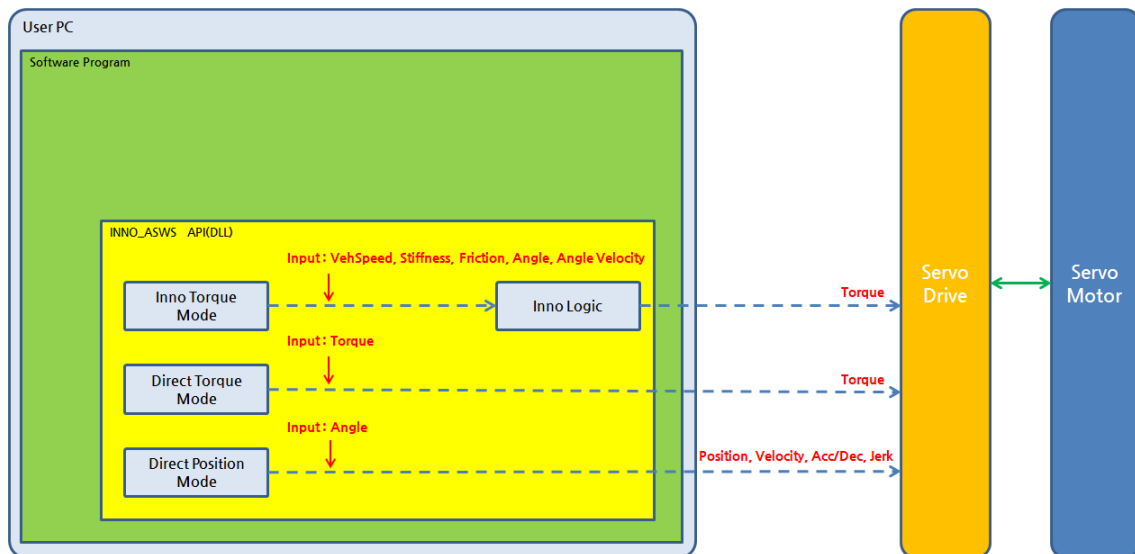 User PC
Software Program
INNO_ASWS API(DLL)
Input : VehSpeed, Stiffness, Friction, Angle, Angle Velocity
Inno Torque
Mode
Inno Logic
Torque
Input : Torque
Direct Torque
Mode
Torque
Input : Angle
Direct Position
Mode
Position, Velocity, Acc/Dec, Jerk
Servo
Drive
Servo
Motor